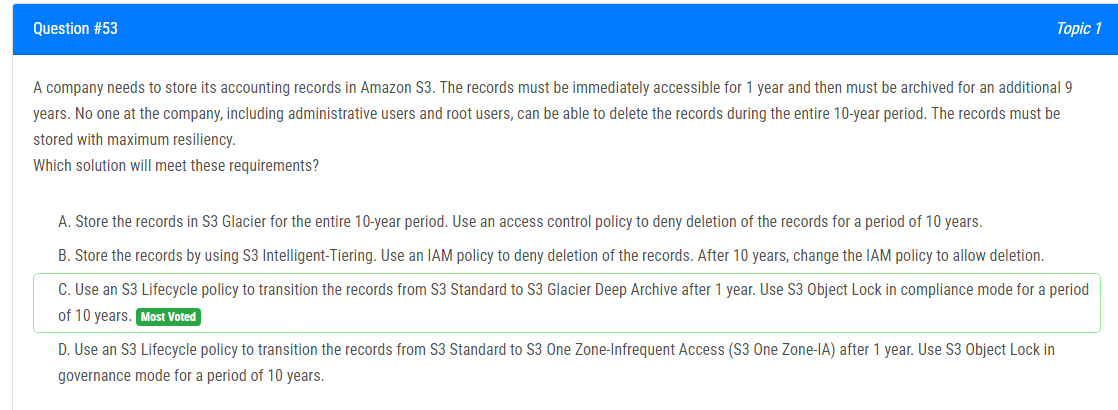 Question #53 Topic 1
A company needs to store its accounting records in Amazon S3. The records must be immediately accessible for 1 year and then must be archived for an additional 9
years. No one at the company, including administrative users and root users, can be able to delete the records during the entire 10-year period. The records must be
stored with maximum resiliency.
Which solution will meet these requirements?
A. Store the records in S3 Glacier for the entire 10-year period. Use an access control policy to deny deletion of the records for a period of 10 years.
B. Store the records by using S3 Intelligent-Tiering. Use an IAM policy to deny deletion of the records. After 10 years, change the IAM policy to allow deletion.
C. Use an S3 Lifecycle policy to transition the records from S3 Standard to S3 Glacier Deep Archive after 1 year. Use S3 Object Lock in compliance mode for a period
of 10 years. Most Voted
D. Use an S3 Lifecycle policy to transition the records from S3 Standard to S3 One Zone-Infrequent Access (S3 One Zone-IA) after 1 year. Use S3 Object Lock in
governance mode for a period of 10 years.